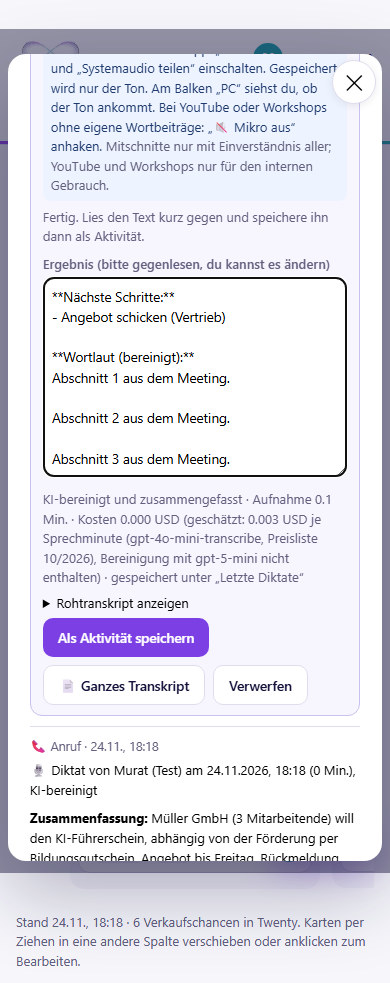 und „Systemaudio teilen“ einschalten. Gespeichert
wird nur der Ton. Am Balken „PC“ siehst du, ob
der Ton ankommt. Bei YouTube oder Workshops
ohne eigene Wortbeiträge: „🎤 Mikro aus“
anhaken. Mitschnitte nur mit Einverständnis aller;
YouTube und Workshops nur für den internen
Gebrauch.
Fertig. Lies den Text kurz gegen und speichere ihn
dann als Aktivität.
Ergebnis (bitte gegenlesen, du kannst es ändern)
**Nächste Schritte:**
- Angebot schicken (Vertrieb)
**Wortlaut (bereinigt):**
Abschnitt 1 aus dem Meeting.
Abschnitt 2 aus dem Meeting.
Abschnitt 3 aus dem Meeting.
KI-bereinigt und zusammengefasst · Aufnahme 0.1
Min. · Kosten 0.000 USD (geschätzt: 0.003 USD je
Sprechminute (gpt-4o-mini-transcribe, Preisliste
10/2026), Bereinigung mit gpt-5-mini nicht
enthalten) · gespeichert unter „Letzte Diktate“
▶ Rohtranskript anzeigen
Als Aktivität speichern
📄 Ganzes Transkript Verwerfen
📞 Anruf · 24.11., 18:18
🎙️ Diktat von Murat (Test) am 24.11.2026, 18:18 (0 Min.),
KI-bereinigt
Zusammenfassung: Müller GmbH (3 Mitarbeitende) will
den KI-Führerschein, abhängig von der Förderung per
Bildungsgutschein. Angebot bis Freitag, Rückmeldung
Stand 24.11., 18:18 · 6 Verkaufschancen in Twenty. Karten per
Ziehen in eine andere Spalte verschieben oder anklicken zum
Bearbeiten.